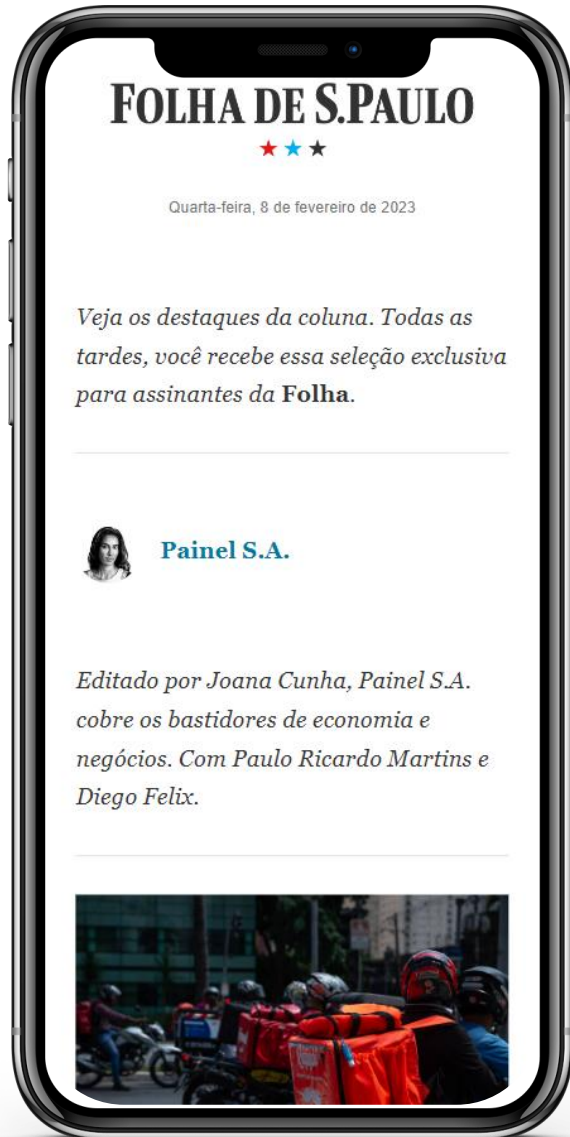 FOLHA DE S.PAULO
Quarta-feira, 8 de fevereiro de 2023
Veja os destaques da coluna. Todas as
tardes, você recebe essa seleção exclusiva
para assinantes da Folha.
Painel S.A.
Editado por Joana Cunha, Painel S.A.
cobre os bastidores de economia e
negócios. Com Paulo Ricardo Martins e
Diego Felix.